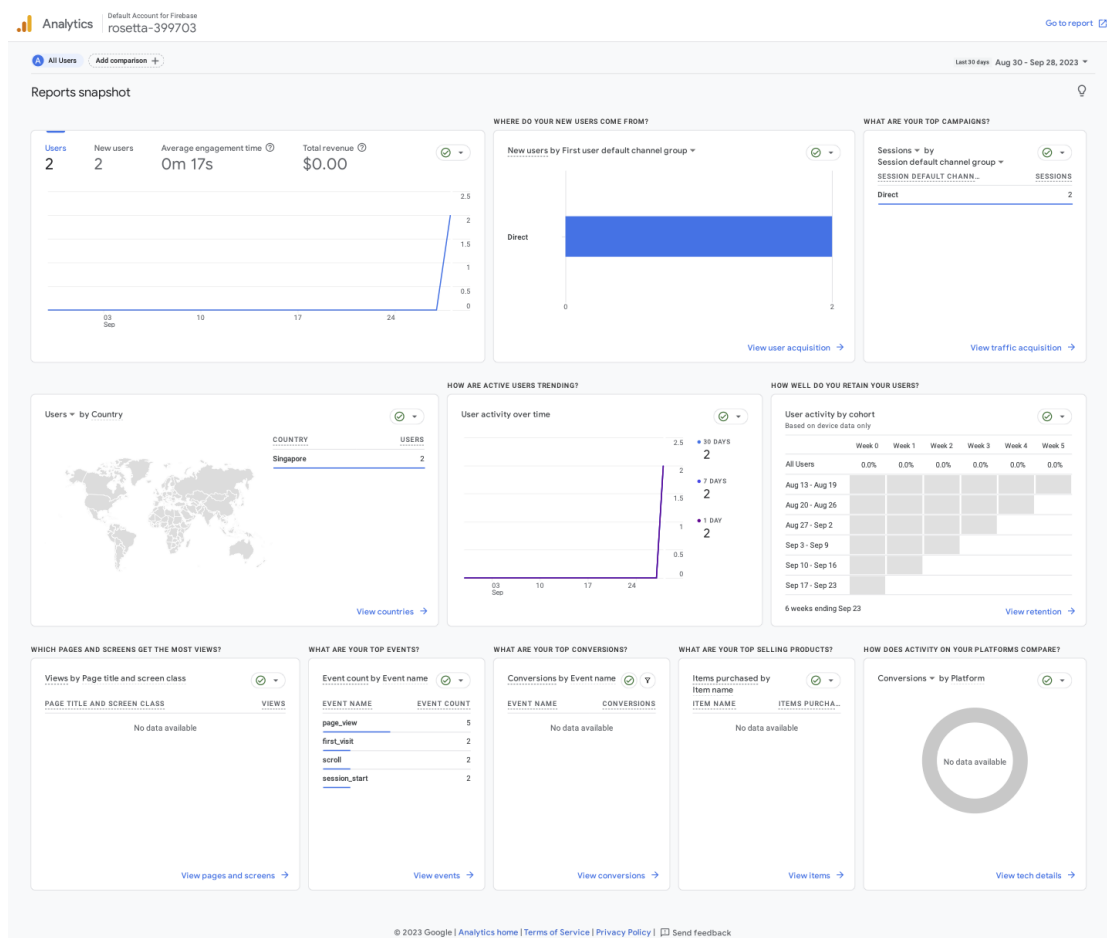 Analytics
Default Account for Firebase
rosetta-399703
Go to report
A All Users
Add comparison +
Last 30 days Aug 30 - Sep 28, 2023
Reports snapshot
Users
2
New users
2
Average engagement time
0m 17s
Total revenue
$0.00
2.5
2
1.5
1
0.5
0
03
Sep
10
17
24
WHERE DO YOUR NEW USERS COME FROM?
New users by First user default channel group
Direct
0
2
View user acquisition
WHAT ARE YOUR TOP CAMPAIGNS?
Sessions by
Session default channel group
SESSION DEFAULT CHANN… SESSIONS
Direct 2
View traffic acquisition
Users by Country
COUNTRY USERS
Singapore 2
View countries
HOW ARE ACTIVE USERS TRENDING?
User activity over time
2.5
2
1.5
1
0.5
0
03
Sep
10
17
24
30 DAYS
2
7 DAYS
2
1 DAY
2
HOW WELL DO YOU RETAIN YOUR USERS?
User activity by cohort
Based on device data only
Week 0 Week 1 Week 2 Week 3 Week 4 Week 5
All Users 0.0% 0.0% 0.0% 0.0% 0.0% 0.0%
Aug 13 - Aug 19
Aug 20 - Aug 26
Aug 27 - Sep 2
Sep 3 - Sep 9
Sep 10 - Sep 16
Sep 17 - Sep 23
6 weeks ending Sep 23
View retention
WHICH PAGES AND SCREENS GET THE MOST VIEWS?
Views by Page title and screen class
PAGE TITLE AND SCREEN CLASS VIEWS
No data available
View pages and screens
WHAT ARE YOUR TOP EVENTS?
Event count by Event name
EVENT NAME EVENT COUNT
page_view 5
first_visit 2
scroll 2
session_start 2
View events
WHAT ARE YOUR TOP CONVERSIONS?
Conversions by Event name
EVENT NAME CONVERSIONS
No data available
View conversions
WHAT ARE YOUR TOP SELLING PRODUCTS?
Items purchased by
Item name
ITEM NAME ITEMS PURCHA…
No data available
View items
HOW DOES ACTIVITY ON YOUR PLATFORMS COMPARE?
Conversions by Platform
No data available
View tech details
© 2023 Google | Analytics home | Terms of Service | Privacy Policy | Send feedback